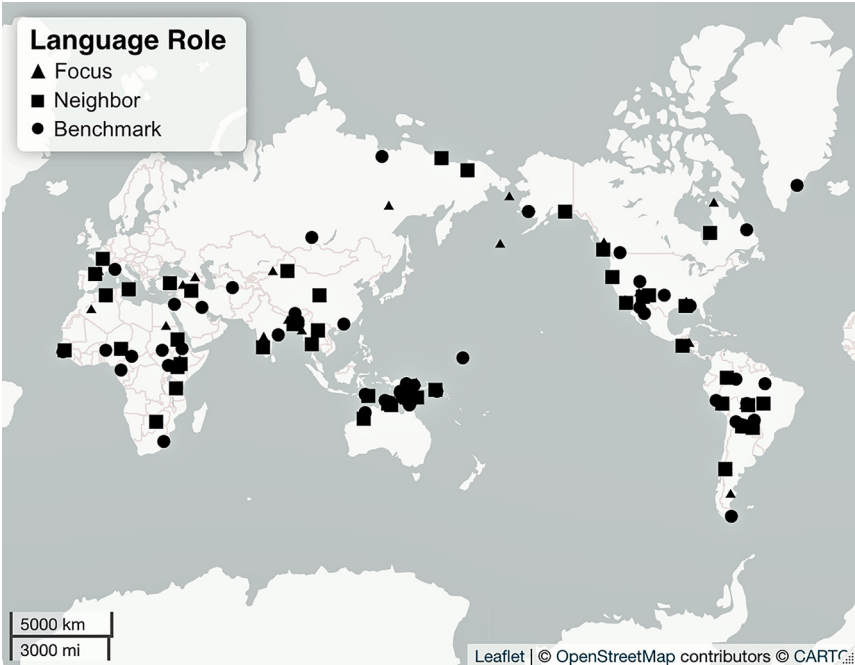 Language Role
Focus
Neighbor
Benchmark
5000 km
3000 mi
Leaflet | © OpenStreetMap contributors © CARTO